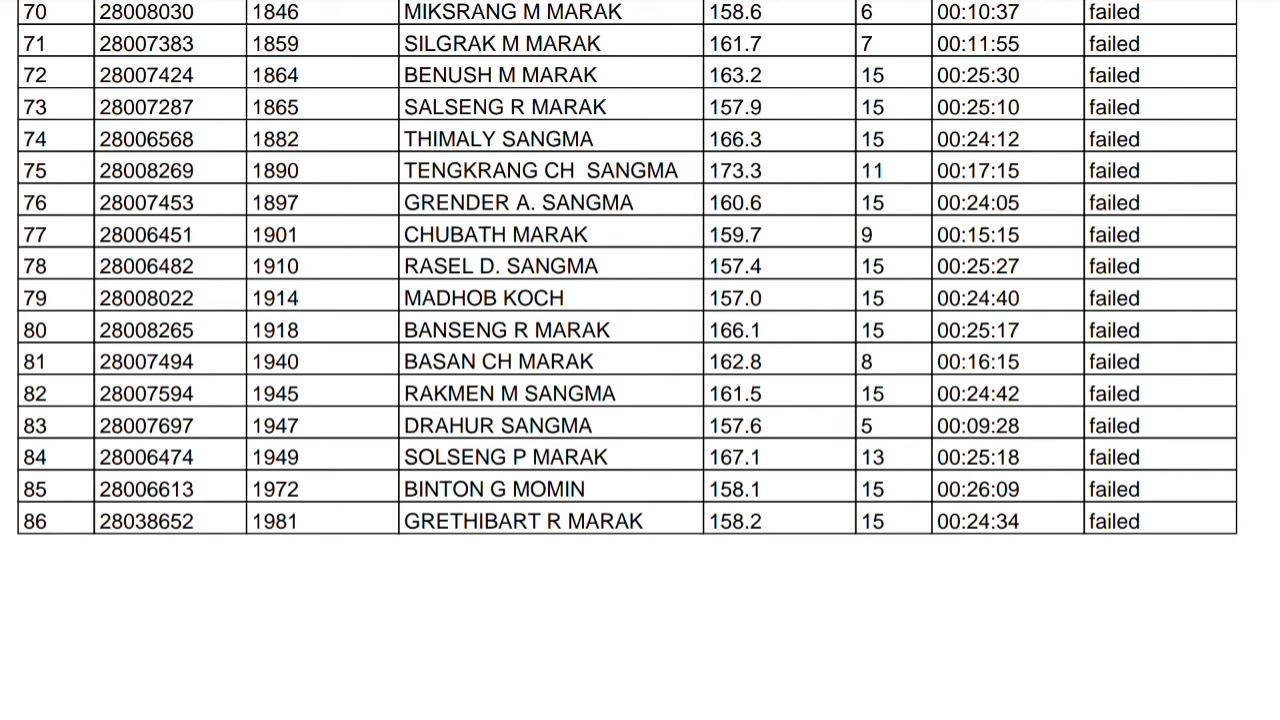 70 28008030 1846 MIKSRANG M MARAK 158.6 6 00:10:37 failed
71 28007383 1859 SILGRAK M MARAK 161.7 7 00:11:55 failed
72 28007424 1864 BENUSH M MARAK 163.2 15 00:25:30 failed
73 28007287 1865 SALSENG R MARAK 157.9 15 00:25:10 failed
74 28006568 1882 THIMALY SANGMA 166.3 15 00:24:12 failed
75 28008269 1890 TENGKRANG CH  SANGMA 173.3 11 00:17:15 failed
76 28007453 1897 GRENDER A. SANGMA 160.6 15 00:24:05 failed
77 28006451 1901 CHUBATH MARAK 159.7 9 00:15:15 failed
78 28006482 1910 RASEL D. SANGMA 157.4 15 00:25:27 failed
79 28008022 1914 MADHOB KOCH 157.0 15 00:24:40 failed
80 28008265 1918 BANSENG R MARAK 166.1 15 00:25:17 failed
81 28007494 1940 BASAN CH MARAK 162.8 8 00:16:15 failed
82 28007594 1945 RAKMEN M SANGMA 161.5 15 00:24:42 failed
83 28007697 1947 DRAHUR SANGMA 157.6 5 00:09:28 failed
84 28006474 1949 SOLSENG P MARAK 167.1 13 00:25:18 failed
85 28006613 1972 BINTON G MOMIN 158.1 15 00:26:09 failed
86 28038652 1981 GRETHIBART R MARAK 158.2 15 00:24:34 failed